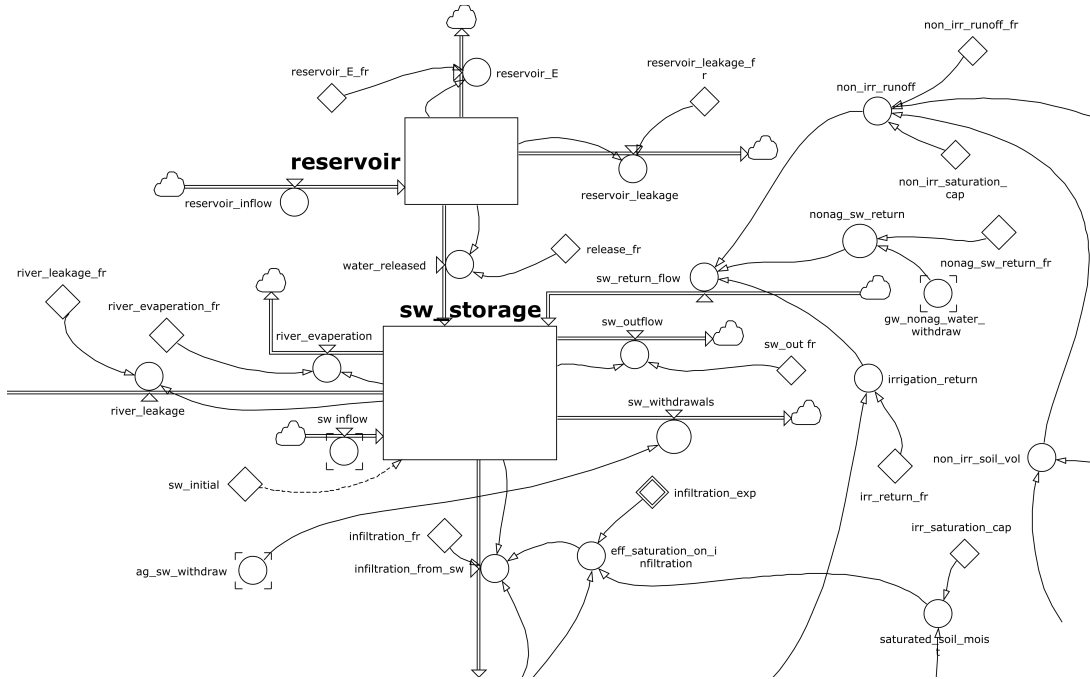 non_irr_runoff_fr
reservoir_E_fr
reservoir_E
reservoir_leakage_f
r
non_irr_runoff
reservoir
reservoir_inflow
reservoir_leakage
non_irr_saturation_
cap
nonag_sw_return
release_fr
water_released
nonag_sw_return_fr
river_leakage_fr
sw_return_flow
river_evaperation_fr
sw_storage
gw_nonag_water_
withdraw
river_evaperation
sw_outflow
sw_out fr
irrigation_return
river_leakage
sw_withdrawals
sw inflow
non_irr_soil_vol
sw_initial
infiltration_exp
irr_return_fr
infiltration_fr
irr_saturation_cap
eff_saturation_on_i
nfiltration
ag_sw_withdraw
infiltration_from_sw
saturated_soil_mois
t